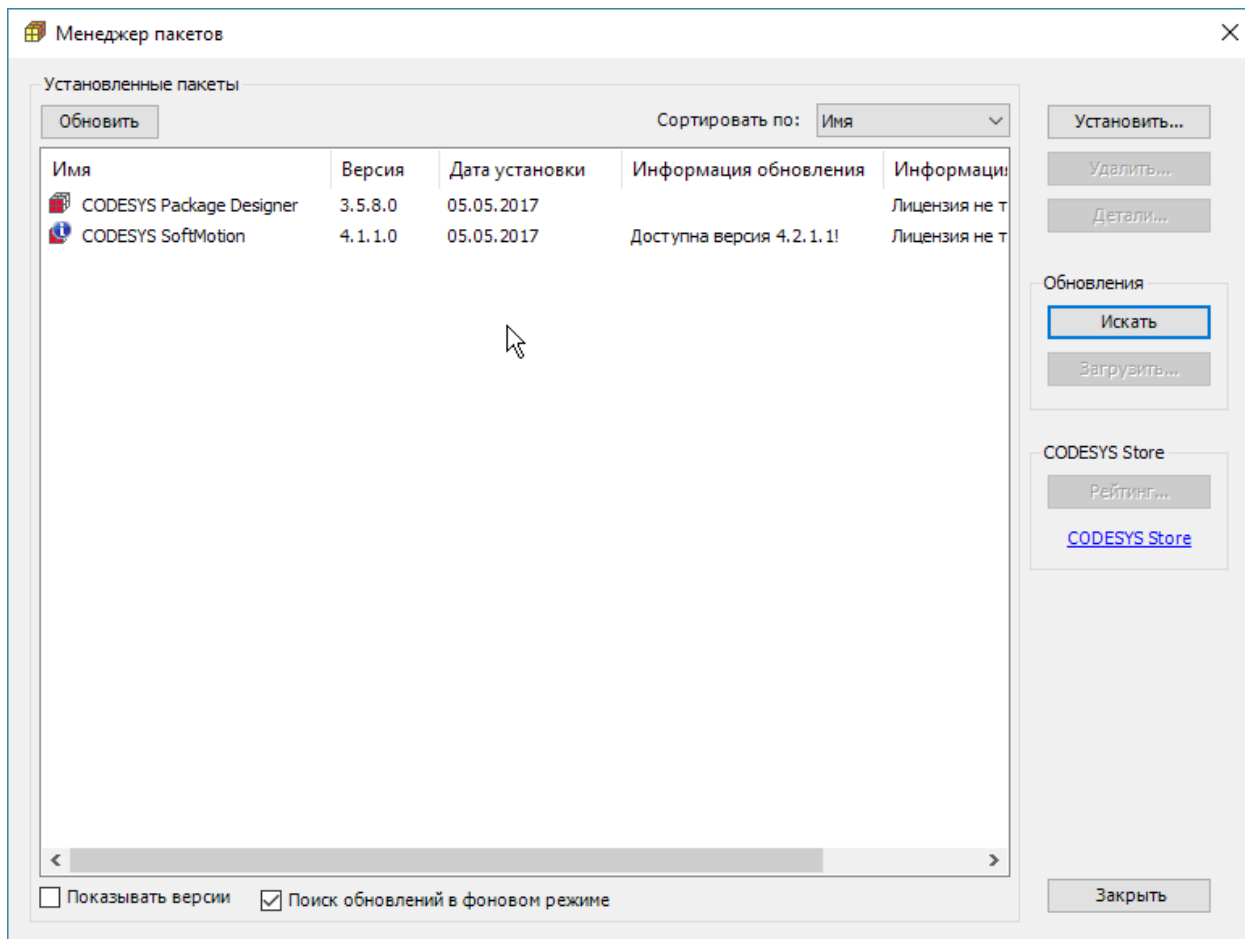 Менеджер пакетов
Установленные пакеты
Обновить
Сортировать по: Имя
Установить...
Имя Версия Дата установки Информация обновления Информация
Удалить...
CODESYS Package Designer 3.5.8.0 05.05.2017 Лицензия не т
Детали...
CODESYS SoftMotion 4.1.1.0 05.05.2017 Доступна версия 4.2.1.1! Лицензия не т
Обновления
Искать
Загрузить...
CODESYS Store
Рейтинг...
CODESYS Store
Показывать версии
Поиск обновлений в фоновом режиме
Закрыть